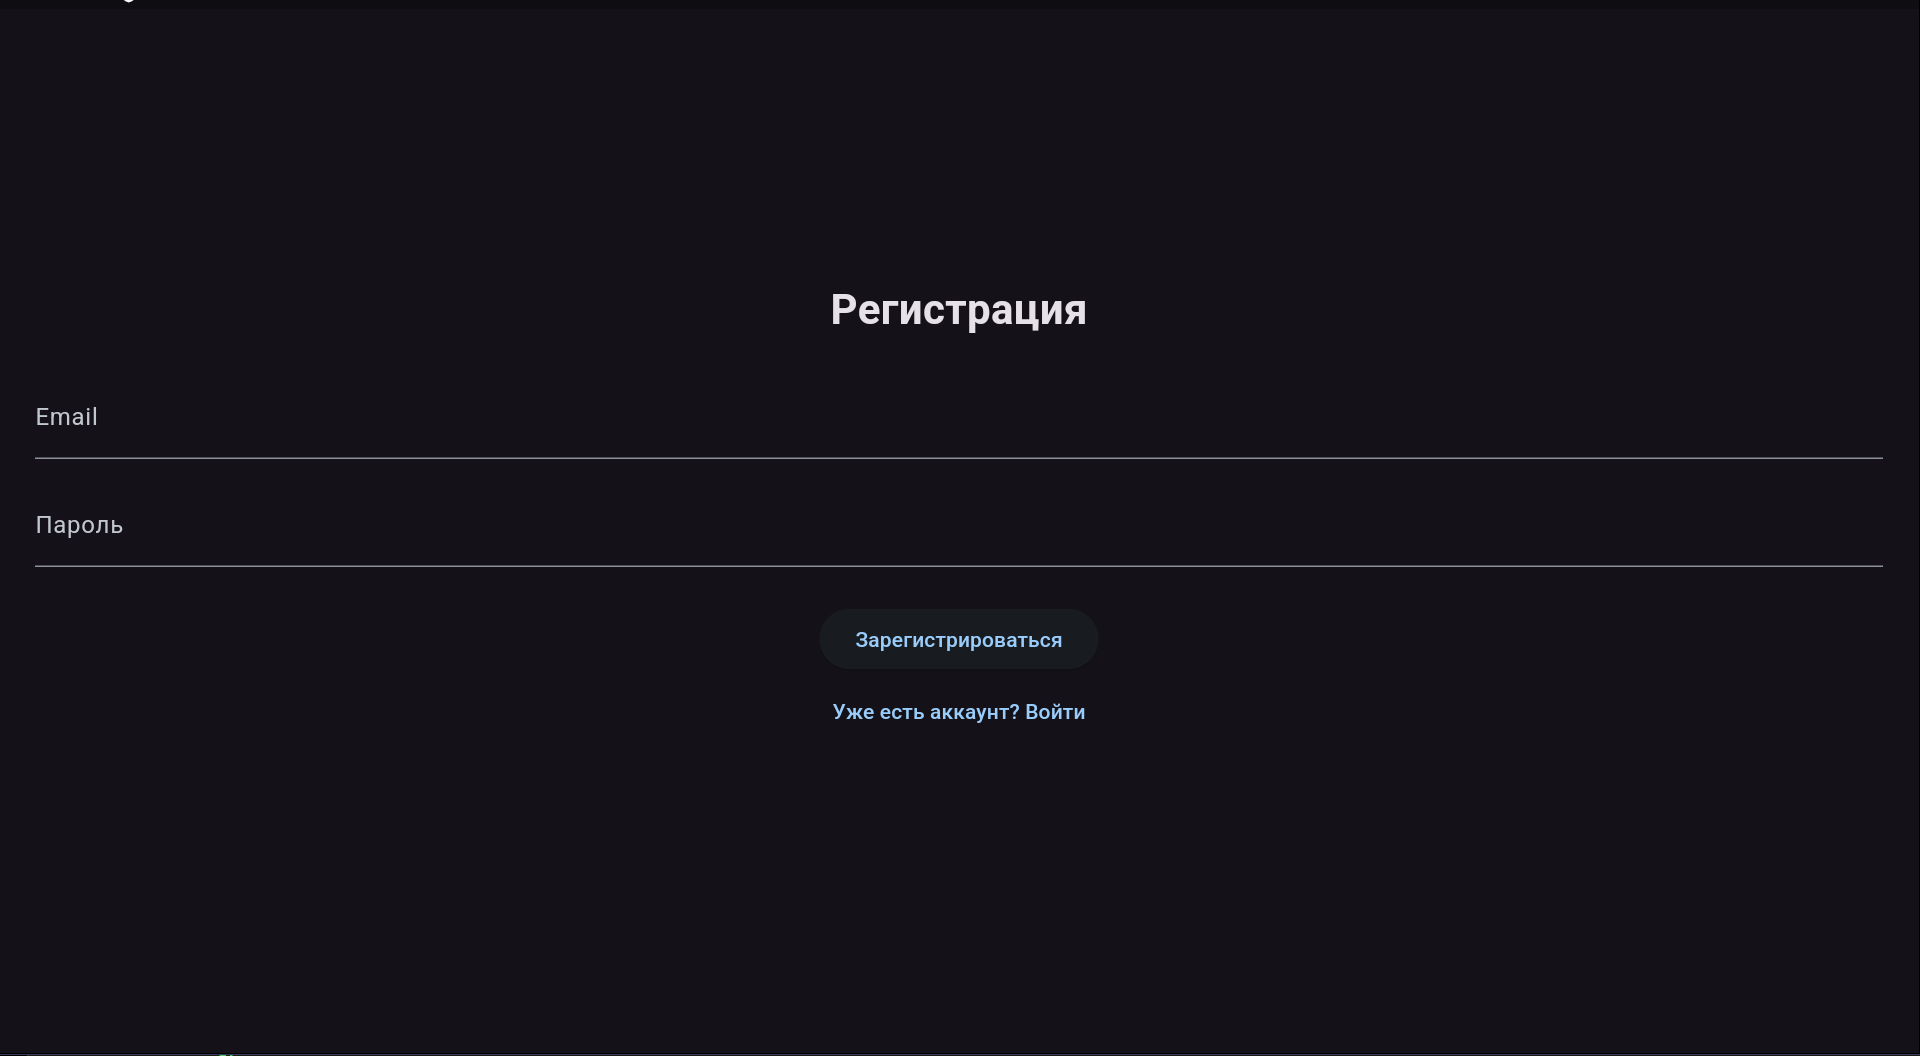 Регистрация
Email
Пароль
Зарегистрироваться
Уже есть аккаунт? Войти